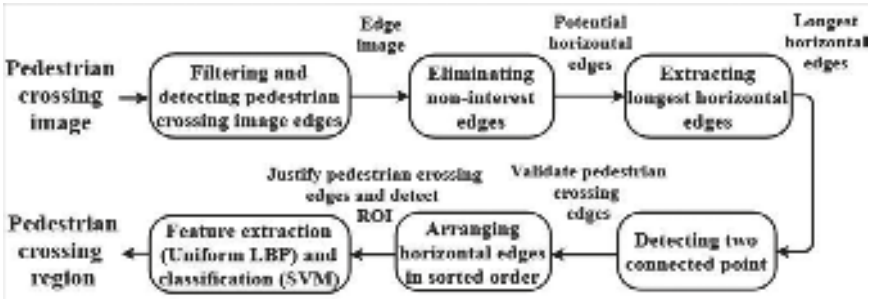 Pedestrian
crossing
image
Filtering and
detecting pedestrian
crossing image edges
Edge
image
Eliminating
non-interest
edges
Potential
horizontal
edges
Extracting
longest horizontal
edges
Longest
horizontal
edges
Detecting two
connected point
Validate pedestrian
crossing
edges
Arranging
horizontal edges
in sorted order
Justify pedestrian crossing
edges and detect
ROI
Feature extraction
(Uniform LBP) and
classification (SVM)
Pedestrian
crossing
region